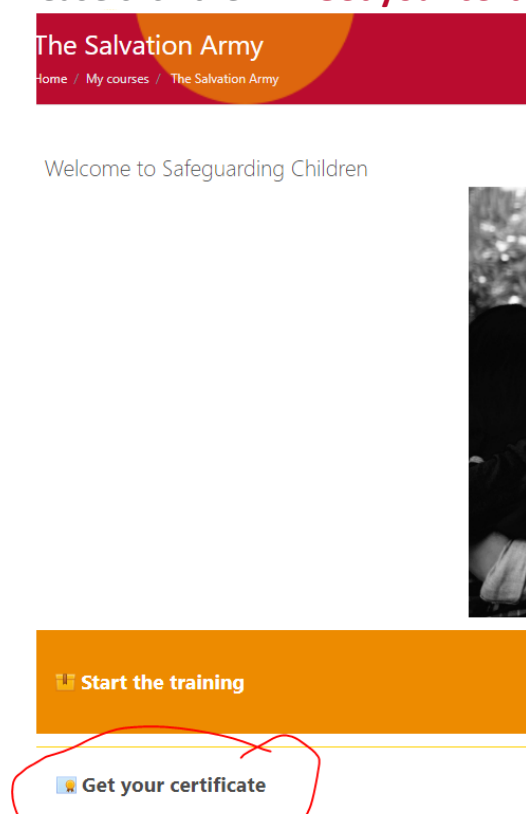 The Salvation Army
Home / My courses / The Salvation Army
Welcome to Safeguarding Children
Start the training
Get your certificate